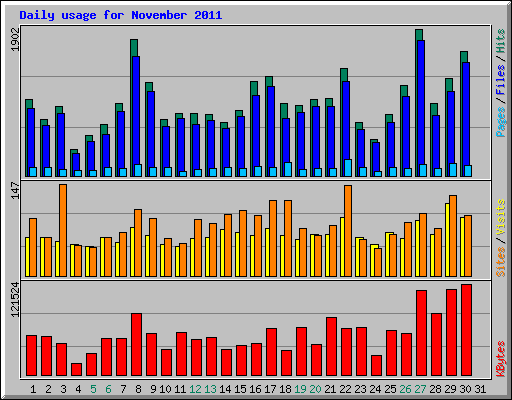 Daily usage for November 2011
1902
Pages / Files / Hits
147
Sites / Visits
121524
KBytes
1 2 3 4 5 6 7 8 9 10 11 12 13 14 15 16 17 18 19 20 21 22 23 24 25 26 27 28 29 30 31